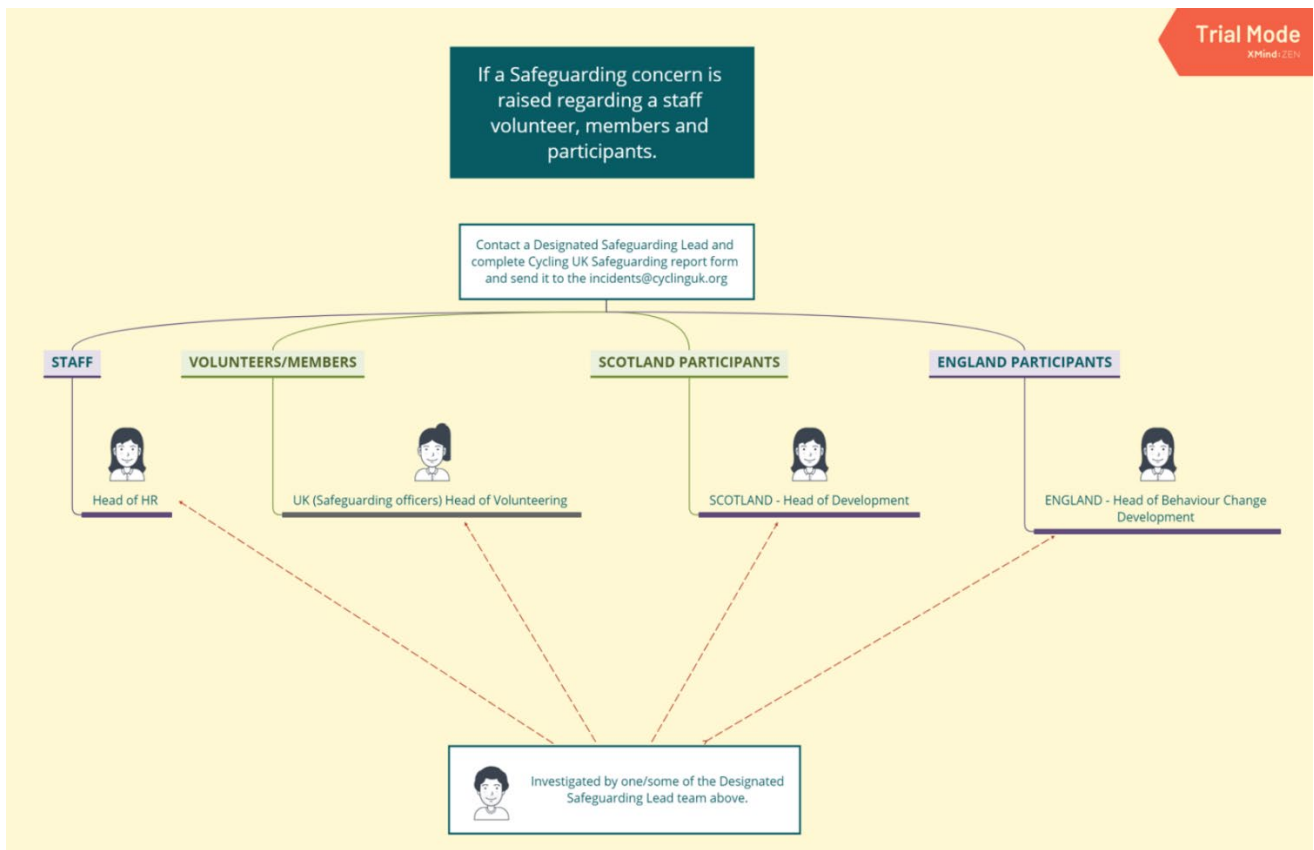 Trial Mode
XMind:ZEN
If a Safeguarding concern is
raised regarding a staff
volunteer, members and
participants.
Contact a Designated Safeguarding Lead and
complete Cycling UK Safeguarding report form
and send it to the incidents@cyclinguk.org
STAFF
VOLUNTEERS/MEMBERS
SCOTLAND PARTICIPANTS
ENGLAND PARTICIPANTS
Head of HR
UK (Safeguarding officers) Head of Volunteering
SCOTLAND - Head of Development
ENGLAND - Head of Behaviour Change
Development
Investigated by one/some of the Designated
Safeguarding Lead team above.